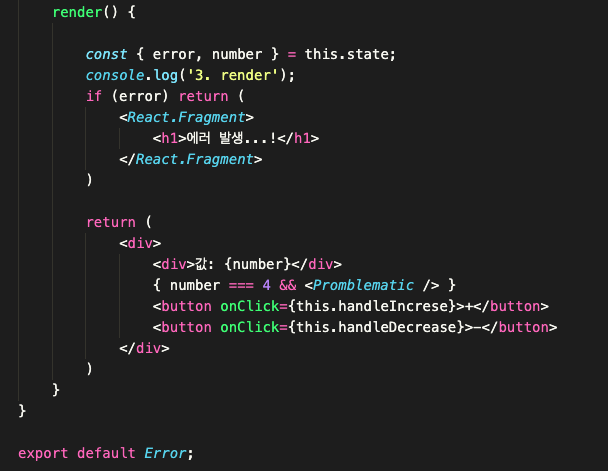 render() {
const { error, number } = this.state;
console.log('3. render');
if (error) return (
<React.Fragment>
<h1>에러 발생...!</h1>
</React.Fragment>
)
return (
<div>
<div>값: {number}</div>
{ number === 4 && <Promblematic /> }
<button onClick={this.handleIncrese}>+</button>
<button onClick={this.handleDecrease}>-</button>
</div>
)
}
}
export default Error;